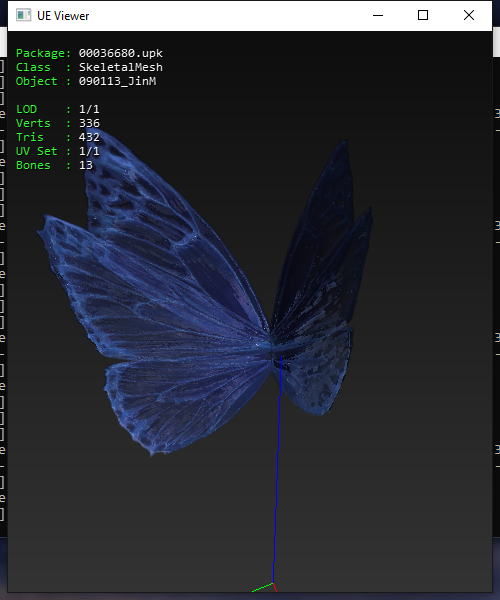 UE Viewer
Package: 00036680.upk
Class : SkeletalMesh
Object : 090113_JinM
LOD : 1/1
Verts : 336
Tris : 432
UV Set : 1/1
Bones : 13